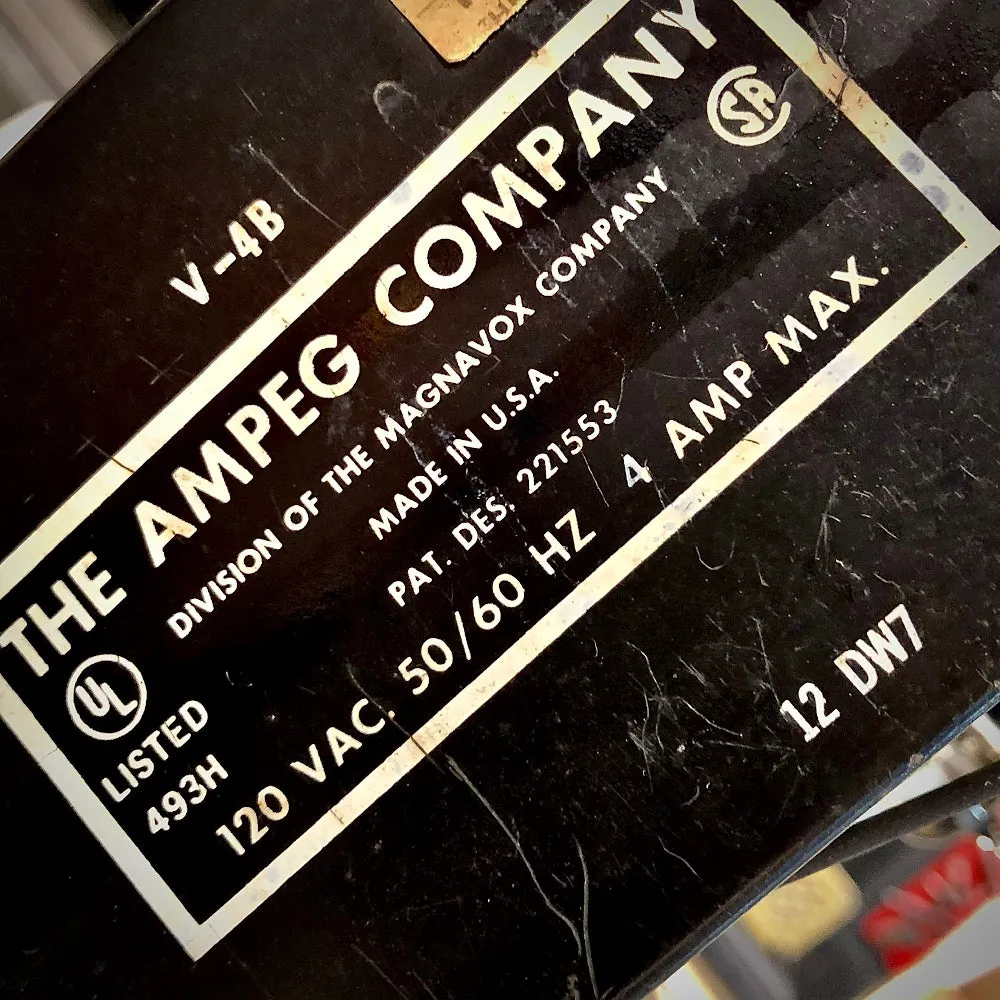 V-4B
THE AMPEG COMPANY
DIVISION OF THE MAGNAVOX COMPANY
MADE IN U.S.A.
PAT. DES. 221553
UL
LISTED
493H
SA
120 VAC. 50/60 HZ 4 AMP MAX.
12 DW7